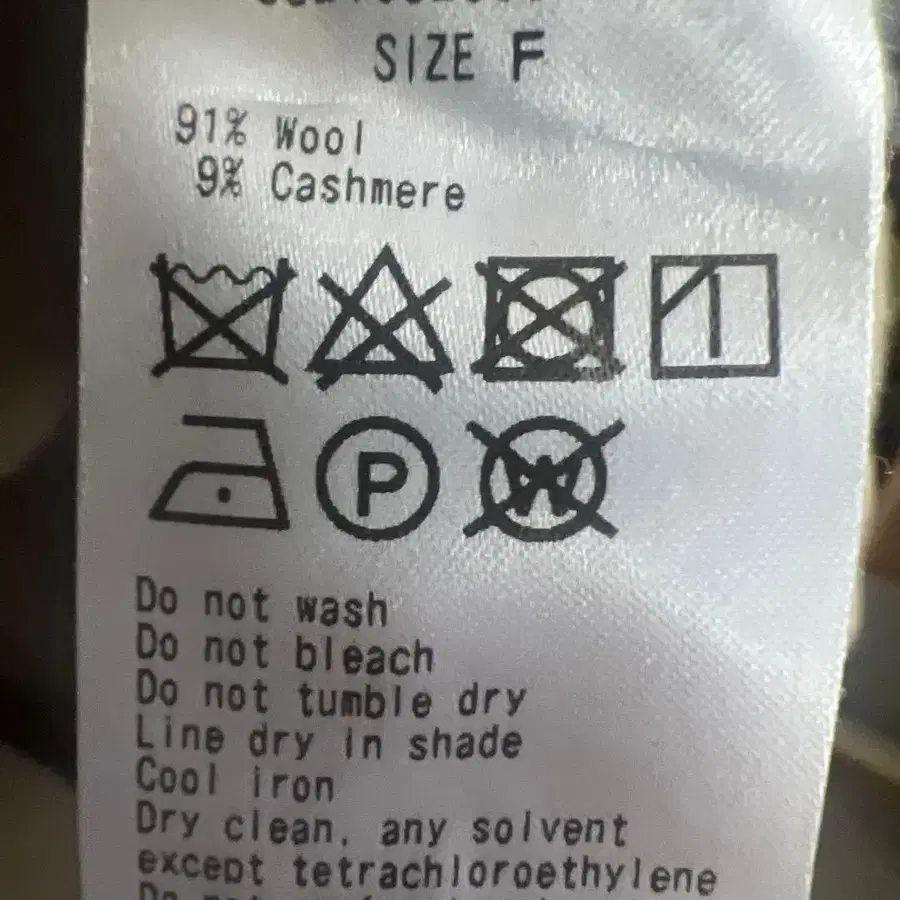 SIZE F
91% Wool
9% Cashmere
P
W
Do not wash
Do not bleach
Do not tumble dry
Line dry in shade
Cool iron
Dry clean, any solvent
except tetrachloroethylene